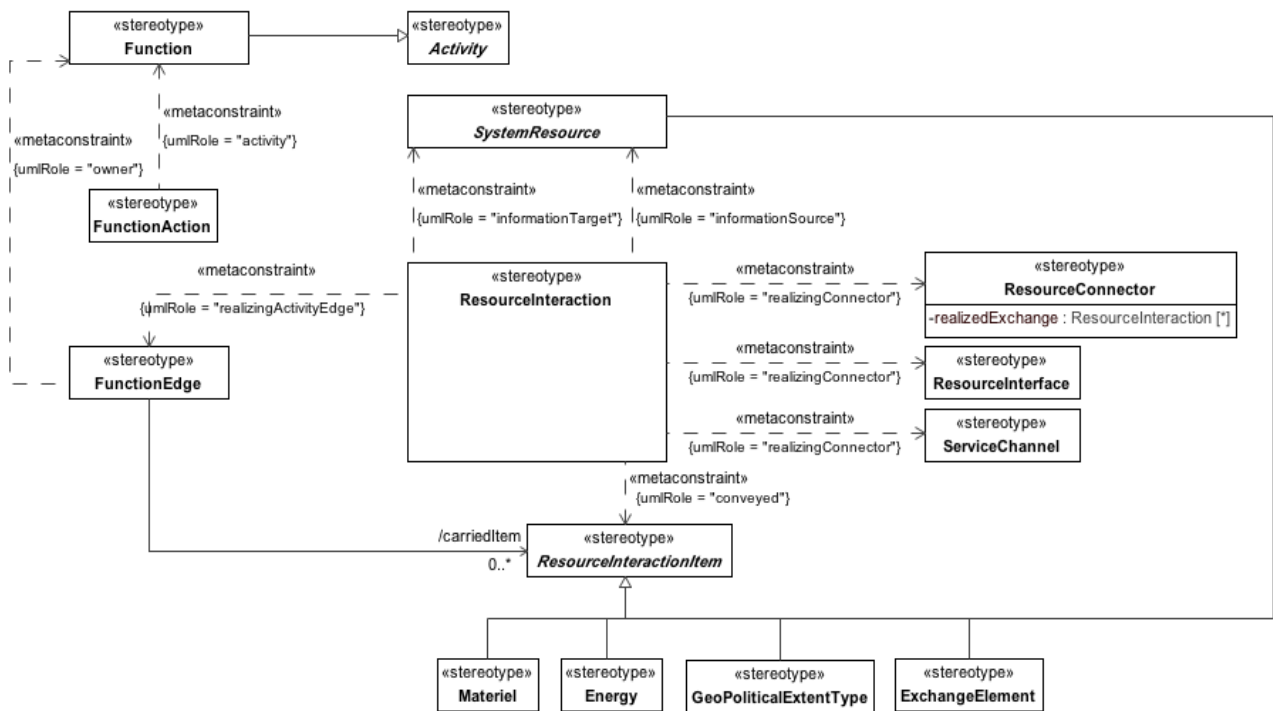 «stereotype»
Function
«stereotype»
Activity
«metaconstraint»
{umlRole = "activity"}
«metaconstraint»
{umlRole = "owner"}
«stereotype»
FunctionAction
«stereotype»
SystemResource
«metaconstraint»
{umlRole = "informationTarget"}
«metaconstraint»
{umlRole = "informationSource"}
«metaconstraint»
{umlRole = "realizingActivityEdge"}
«stereotype»
ResourceInteraction
«metaconstraint»
{umlRole = "realizingConnector"}
«stereotype»
ResourceConnector
-realizedExchange : ResourceInteraction [*]
«stereotype»
FunctionEdge
«metaconstraint»
{umlRole = "realizingConnector"}
«stereotype»
ResourceInterface
«metaconstraint»
{umlRole = "realizingConnector"}
«stereotype»
ServiceChannel
«metaconstraint»
{umlRole = "conveyed"}
/carriedItem
0..*
«stereotype»
ResourceInteractionItem
«stereotype»
Materiel
«stereotype»
Energy
«stereotype»
GeoPoliticalExtentType
«stereotype»
ExchangeElement